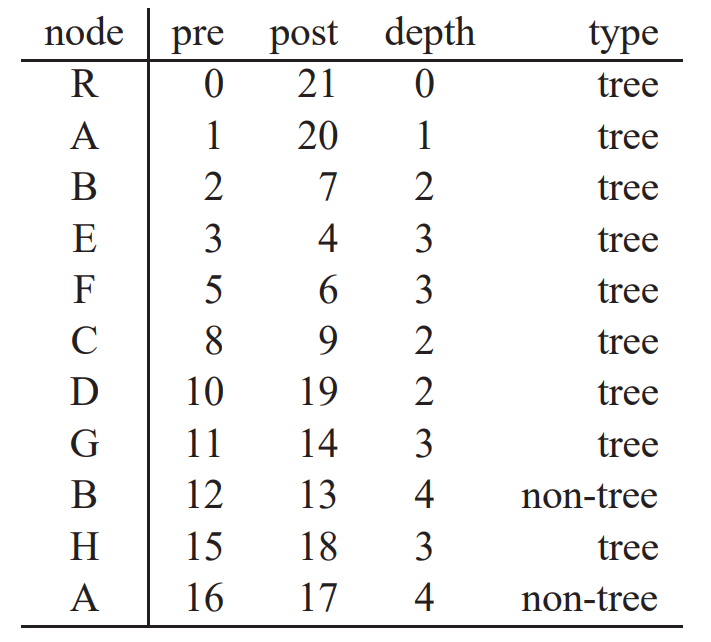 node pre post depth type
R 0 21 0 tree
A 1 20 1 tree
B 2 7 2 tree
E 3 4 3 tree
F 5 6 3 tree
C 8 9 2 tree
D 10 19 2 tree
G 11 14 3 tree
B 12 13 4 non-tree
H 15 18 3 tree
A 16 17 4 non-tree